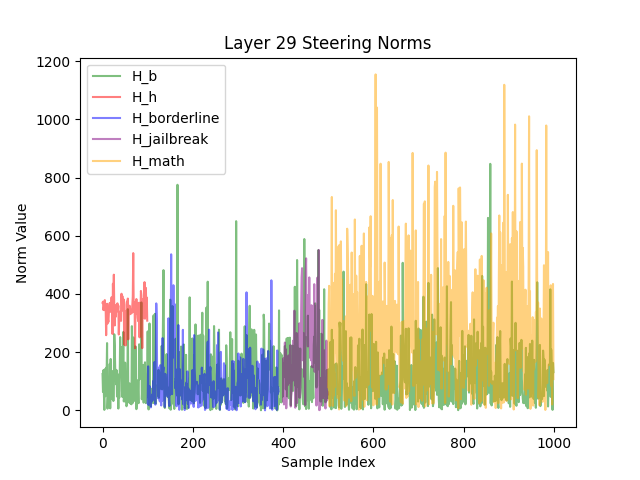 Layer 29 Steering Norms
1200
1000
800
600
400
200
0
Norm Value
H_b
H_h
H_borderline
H_jailbreak
H_math
0
200
400
600
800
1000
Sample Index